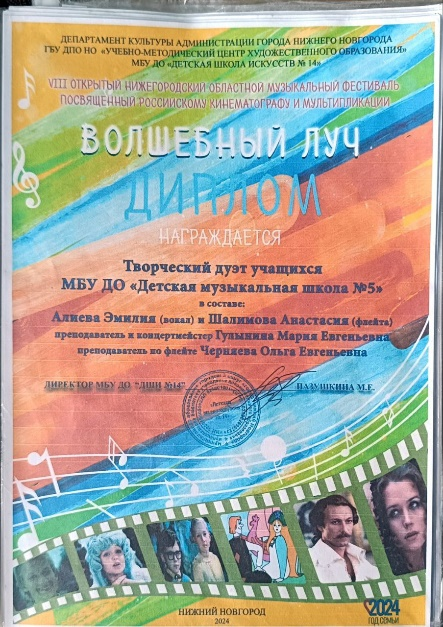 ДЕПАРТАМЕНТ КУЛЬТУРЫ АДМИНИСТРАЦИИ ГОРОДА НИЖНЕГО НОВГОРОДА
ГБУ ДПО НО «УЧЕБНО-МЕТОДИЧЕСКИЙ ЦЕНТР ХУДОЖЕСТВЕННОГО ОБРАЗОВАНИЯ»
МБУ ДО «ДЕТСКАЯ ШКОЛА ИСКУССТВ № 14»
VIII ОТКРЫТЫЙ НИЖЕГОРОДСКИЙ ОБЛАСТНОЙ МУЗЫКАЛЬНЫЙ ФЕСТИВАЛЬ
ПОСВЯЩЕННЫЙ РОССИЙСКОМУ КИНЕМАТОГРАФУ И МУЛЬТИПЛИКАЦИИ
ВОЛШЕБНЫЙ ЛУЧ
ДИПЛОМ
НАГРАЖДАЕТСЯ
Творческий дуэт учащихся
МБУ ДО «Детская музыкальная школа №5»
в составе:
Алиева Эмилия (вокал) и Шалимова Анастасия (флейта)
преподаватель и концертмейстер Гулынина Мария Евгеньевна
преподаватель по флейте Черняева Ольга Евгеньевна
ДИРЕКТОР МБУ ДО "ДШИ №14" ПАЗУШКИНА М.Е.
НИЖНИЙ НОВГОРОД
2024
2024
ГОД СЕМЬИ